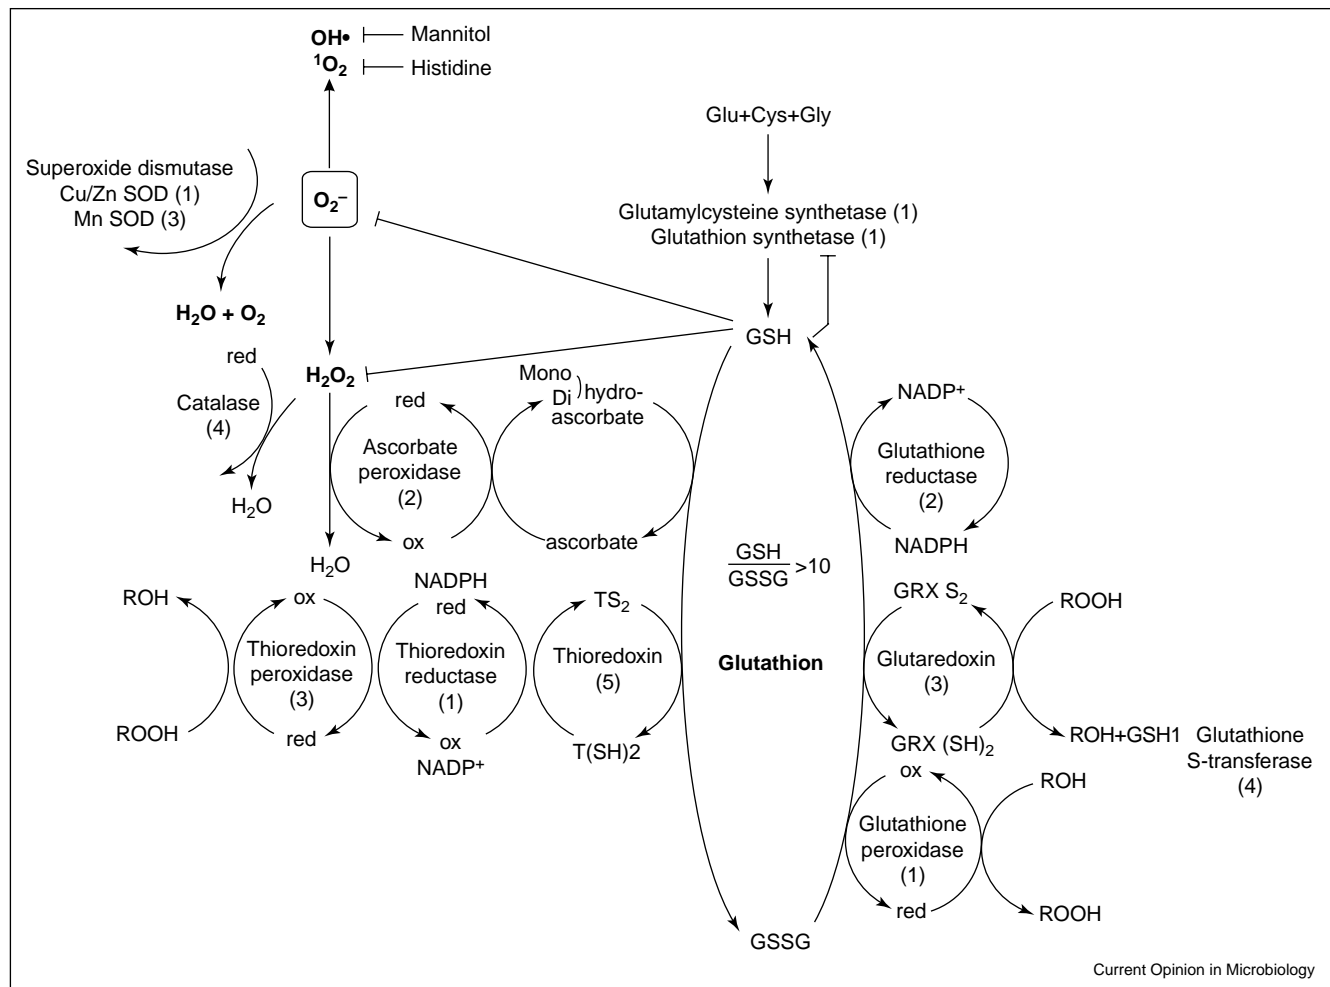 OH•
Mannitol
¹O₂
Histidine
Glu+Cys+Gly
Superoxide dismutase
Cu/Zn SOD (1)
Mn SOD (3)
O₂⁻
Glutamylcysteine synthetase (1)
Glutathion synthetase (1)
H₂O + O₂
GSH
red
H₂O₂
Catalase
(4)
H₂O
red
Ascorbate
peroxidase
(2)
ox
Mono
Di
)hydro-
ascorbate
ascorbate
NADP⁺
Glutathione
reductase
(2)
NADPH
GSH
GSSG
>10
H₂O
ROH
ROOH
ox
Thioredoxin
peroxidase
(3)
red
NADPH
red
Thioredoxin
reductase
(1)
ox
NADP⁺
TS₂
Thioredoxin
(5)
T(SH)2
Glutathion
GRX S₂
Glutaredoxin
(3)
GRX (SH)₂
ROOH
ROH+GSH1
Glutathione
S-transferase
(4)
ox
Glutathione
peroxidase
(1)
red
ROH
ROOH
GSSG
Current Opinion in Microbiology